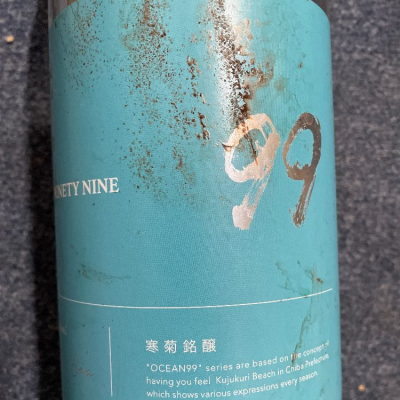 99
NETY NINE
寒菊銘醸
"OCEAN99" series are based on the concept of
having you feel Kujukuri Beach in Chiba Prefecture,
which shows various expressions every season.